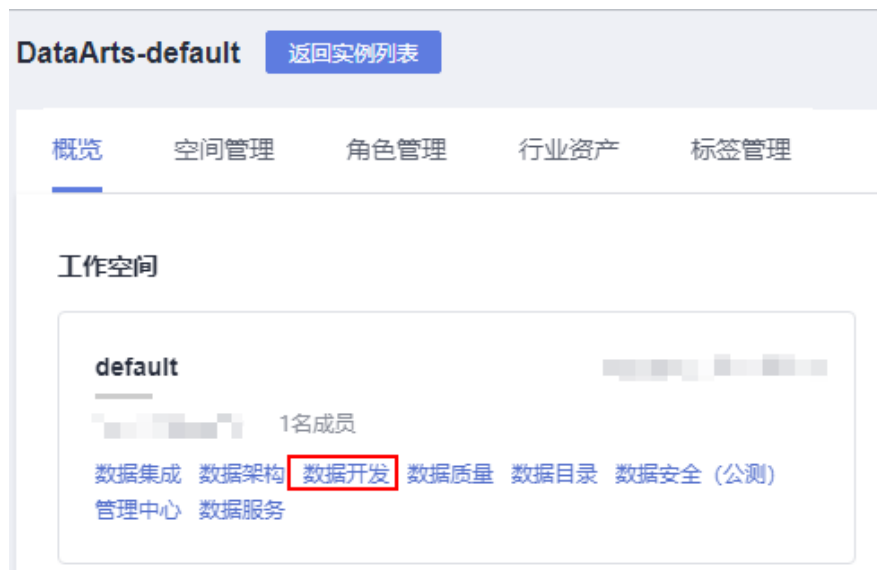 DataArts-default 返回实例列表
概览 空间管理 角色管理 行业资产 标签管理
工作空间
default
1名成员
数据集成 数据架构 数据开发 数据质量 数据目录 数据安全（公测）
管理中心 数据服务